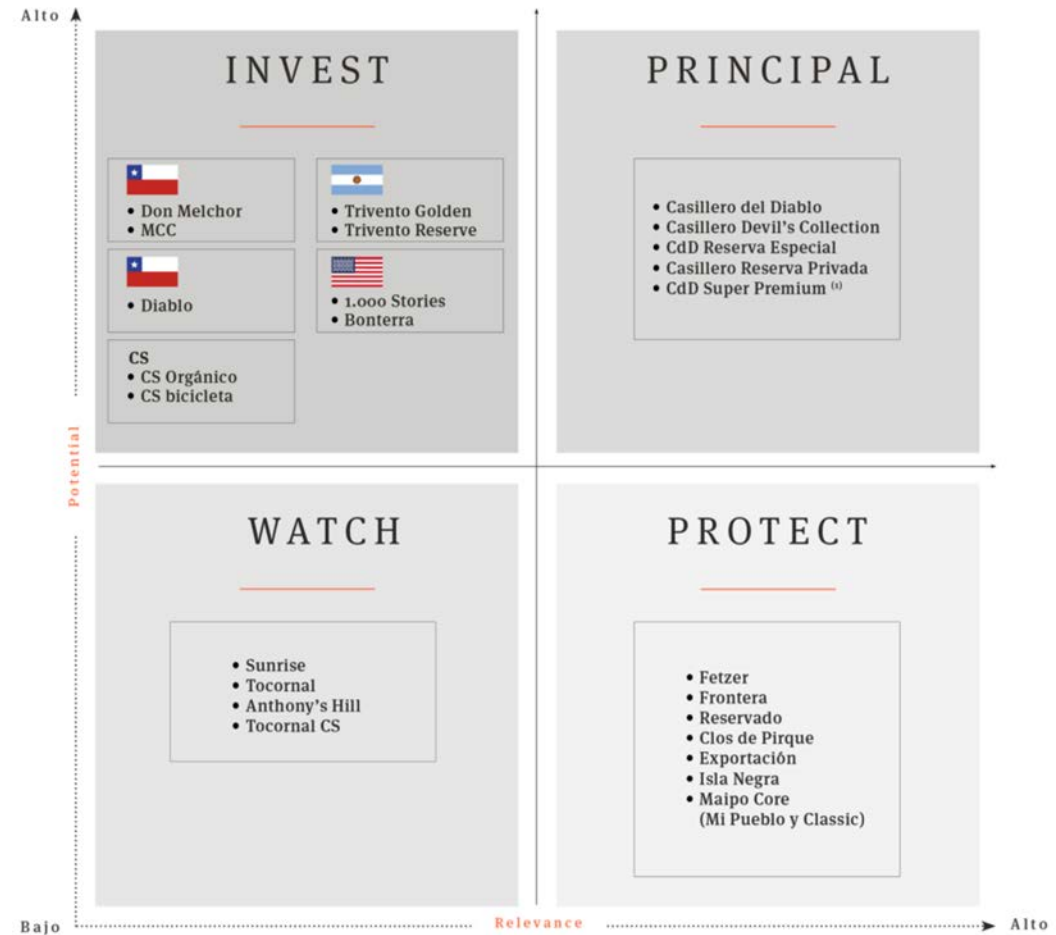 Alto
INVEST
• Don Melchor
• MCC
• Trivento Golden
• Trivento Reserve
• Diablo
• 1.000 Stories
• Bonterra
CS
• CS Orgánico
• CS bicicleta
PRINCIPAL
• Casillero del Diablo
• Casillero Devil's Collection
• CdD Reserva Especial
• Casillero Reserva Privada
• CdD Super Premium (1)
Potential
WATCH
• Sunrise
• Tocornal
• Anthony's Hill
• Tocornal CS
PROTECT
• Fetzer
• Frontera
• Reservado
• Clos de Pirque
• Exportación
• Isla Negra
• Maipo Core
(Mi Pueblo y Classic)
Bajo
Relevance
Alto